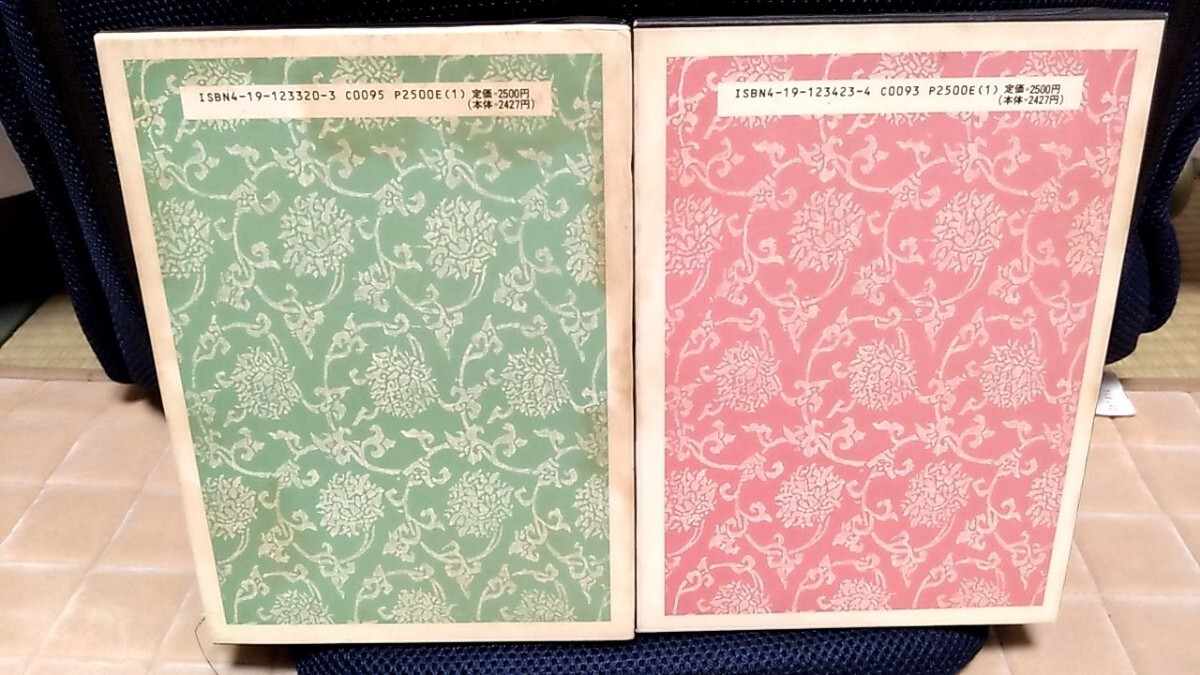 ISBN4-19-123320-3 C0095 P2500E(1) 定価=2500円
(本体=2427円)
ISBN4-19-123423-4 C0093 P2500E(1) 定価=2500円
(本体=2427円)